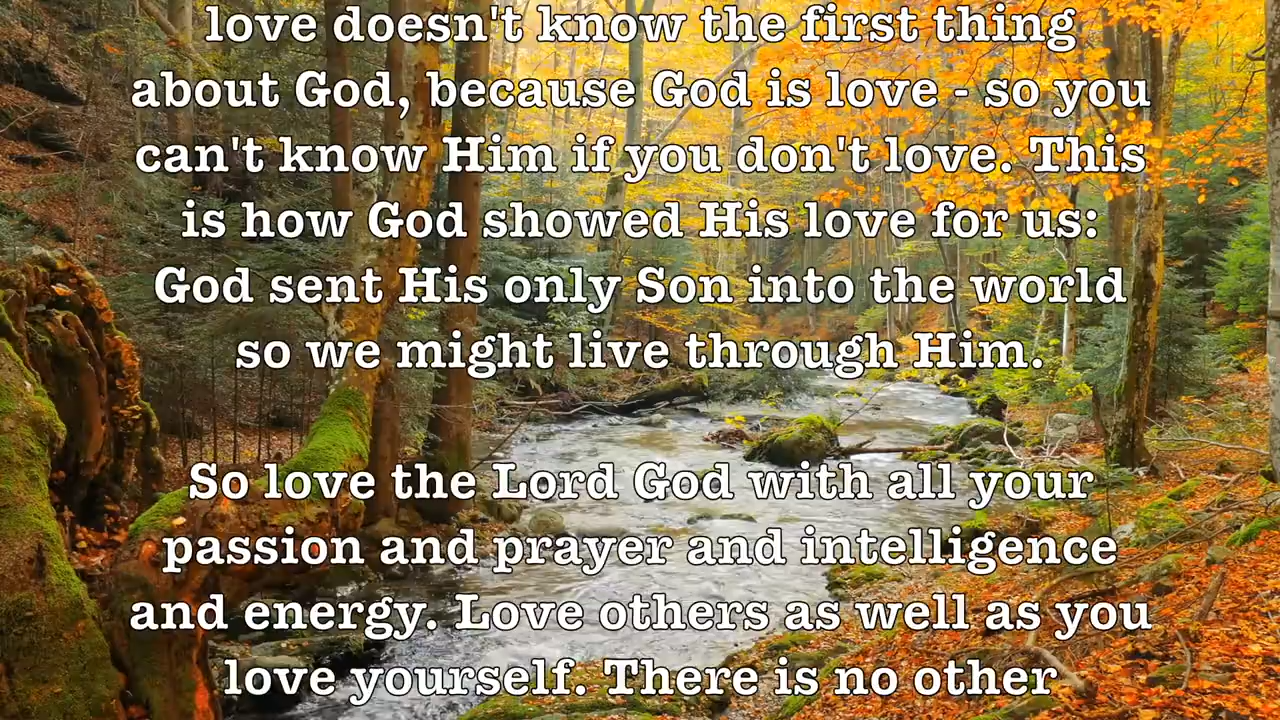 love doesn't know the first thing
about God, because God is love - so you
can't know Him if you don't love. This
is how God showed His love for us:
God sent His only Son into the world
so we might live through Him.
So love the Lord God with all your
passion and prayer and intelligence
and energy. Love others as well as you
love yourself. There is no other